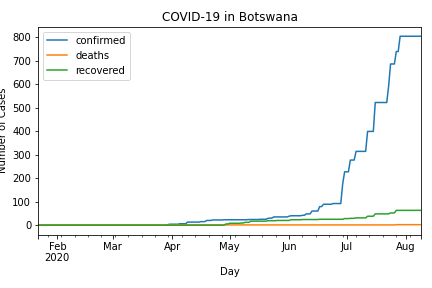 COVID-19 in Botswana
confirmed
deaths
recovered
Number of Cases
800
700
600
500
400
300
200
100
0
Feb Mar Apr May Jun Jul Aug
2020
Day